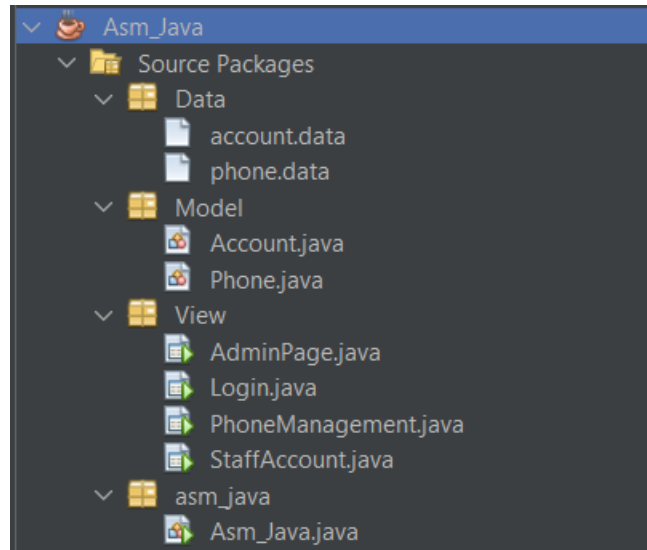 Asm_Java
Source Packages
Data
account.data
phone.data
Model
Account.java
Phone.java
View
AdminPage.java
Login.java
PhoneManagement.java
StaffAccount.java
asm_java
Asm_Java.java